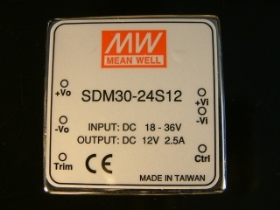 MW
MEAN WELL
SDM30-24S12
+Vo
-Vo
Trim
+Vi
-Vi
Ctrl
INPUT: DC 18 - 36V
OUTPUT: DC 12V 2.5A
CE
MADE IN TAIWAN